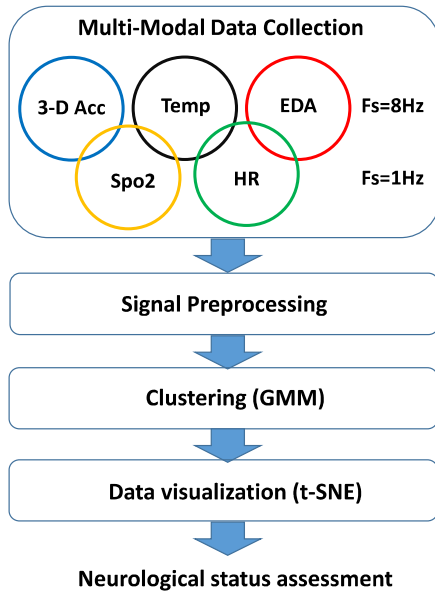 Multi-Modal Data Collection
3-D Acc Temp EDA Fs=8Hz
Spo2 HR Fs=1Hz
Signal Preprocessing
Clustering (GMM)
Data visualization (t-SNE)
Neurological status assessment